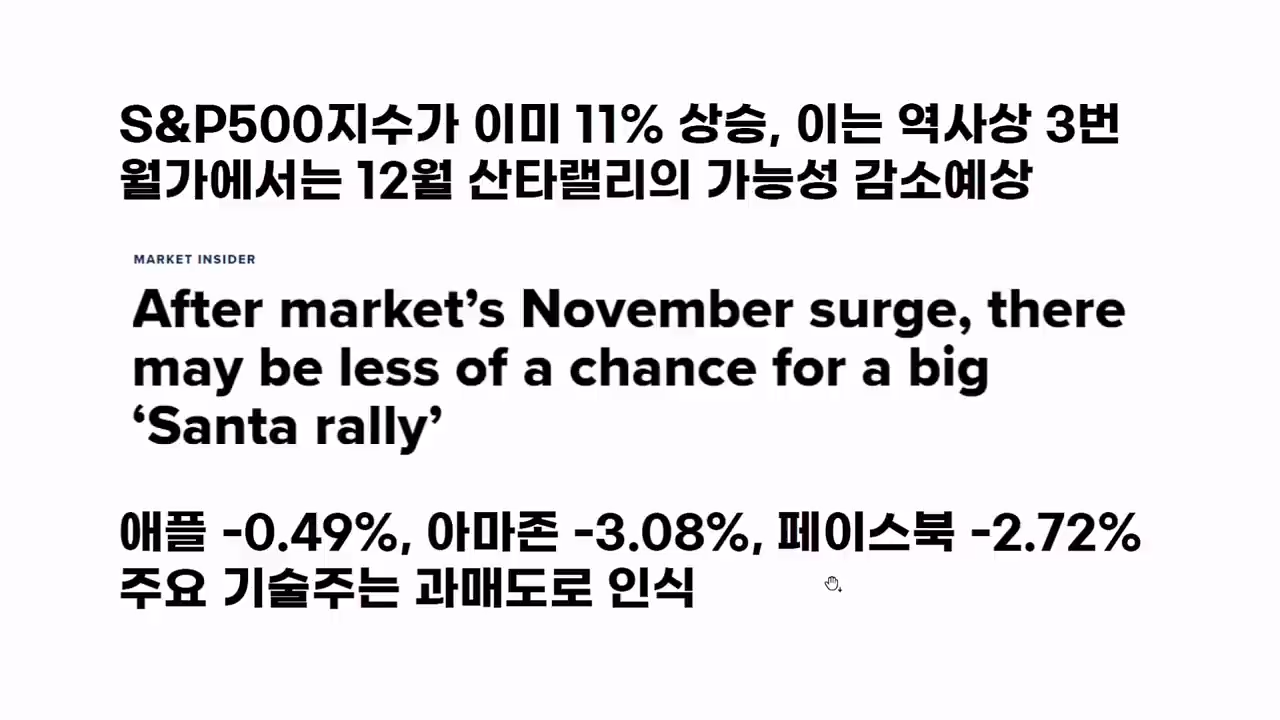 S&P500지수가 이미 11% 상승, 이는 역사상 3번
월가에서는 12월 산타랠리의 가능성 감소예상
MARKET INSIDER
After market’s November surge, there
may be less of a chance for a big
‘Santa rally’
애플 -0.49%, 아마존 -3.08%, 페이스북 -2.72%
주요 기술주는 과매도로 인식